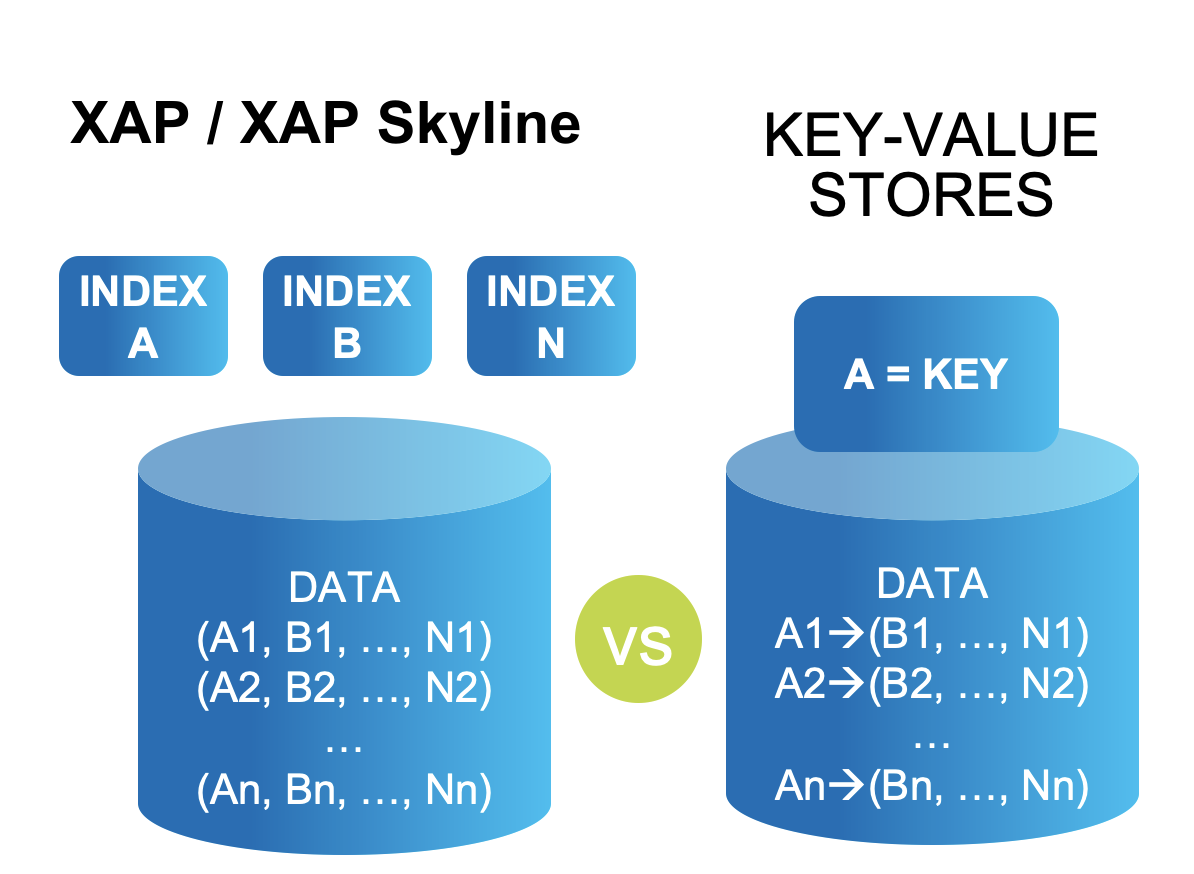 XAP / XAP Skyline
INDEX
A
INDEX
B
INDEX
N
DATA
(A1, B1, …, N1)
(A2, B2, …, N2)
…
(An, Bn, …, Nn)
VS
KEY-VALUE
STORES
A = KEY
DATA
A1→(B1, …, N1)
A2→(B2, …, N2)
…
An→(Bn, …, Nn)